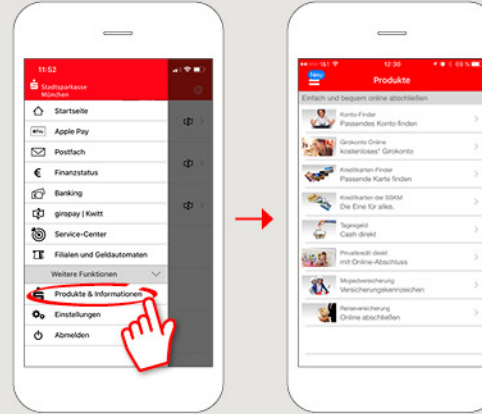 11:52
Stadtsparkasse
München
Startseite
Apple Pay
Postfach
Finanzstatus
Banking
giropay | Kwitt
Service-Center
Filialen und Geldautomaten
Weitere Funktionen
Produkte & Informationen
Einstellungen
Abmelden
12:30
Neu
Produkte
Einfach und bequem online abschließen
Konto-Finder
Passendes Konto finden
Girokonto Online
kostenloses* Girokonto
Kreditkarten-Finder
Passende Karte finden
Kreditkarten der SSKM
Die Eine für alles.
Tagesgeld
Cash direkt
Privatkredit direkt
mit Online-Abschluss
Mopedversicherung
Versicherungskennzeichen
Reiseversicherung
Online abschließen